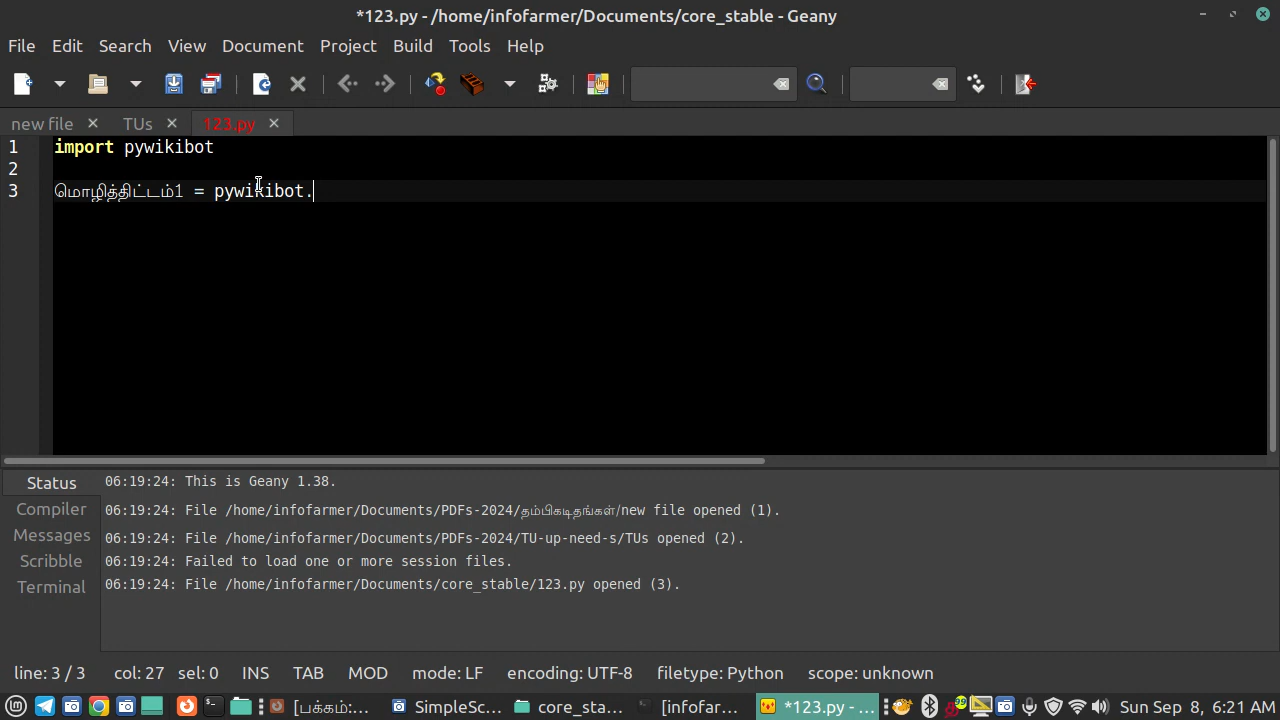 *123.py - /home/infofarmer/Documents/core_stable - Geany
File Edit Search View Document Project Build Tools Help
new file TUs 123.py
1 import pywikibot
2
3 மொழித்திட்டம்1 = pywikibot.
Status
Compiler
Messages
Scribble
Terminal
06:19:24: This is Geany 1.38.
06:19:24: File /home/infofarmer/Documents/PDFs-2024/தம்பிகடிதங்கள்/new file opened (1).
06:19:24: File /home/infofarmer/Documents/PDFs-2024/TU-up-need-s/TUs opened (2).
06:19:24: Failed to load one or more session files.
06:19:24: File /home/infofarmer/Documents/core_stable/123.py opened (3).
line: 3 / 3 col: 27 sel: 0 INS TAB MOD mode: LF encoding: UTF-8 filetype: Python scope: unknown
[பக்கம்:... SimpleSc... core_sta... [infofar... *123.py - ... 99 Sun Sep 8, 6:21 AM